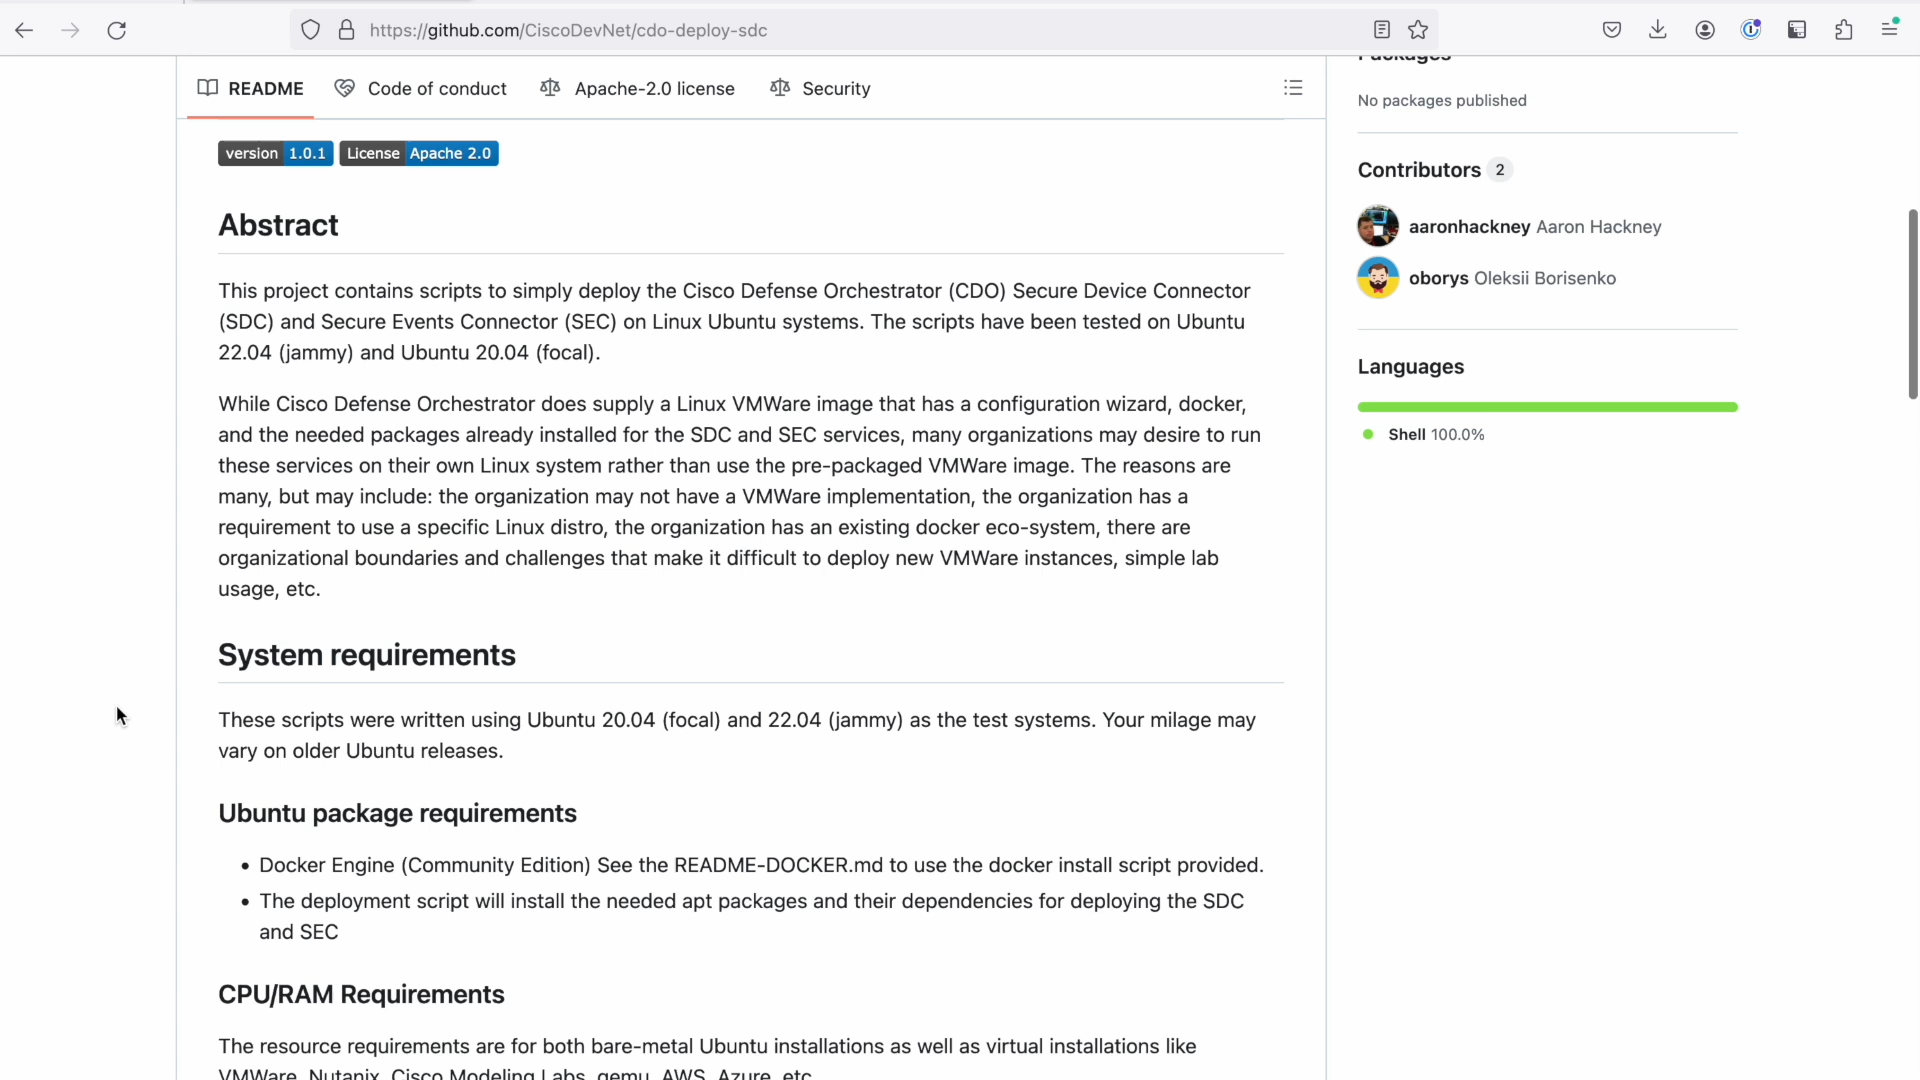 https://github.com/CiscoDevNet/cdo-deploy-sdc
README
Code of conduct
Apache-2.0 license
Security
version 1.0.1
License Apache 2.0
Abstract
This project contains scripts to simply deploy the Cisco Defense Orchestrator (CDO) Secure Device Connector
(SDC) and Secure Events Connector (SEC) on Linux Ubuntu systems. The scripts have been tested on Ubuntu
22.04 (jammy) and Ubuntu 20.04 (focal).
While Cisco Defense Orchestrator does supply a Linux VMWare image that has a configuration wizard, docker,
and the needed packages already installed for the SDC and SEC services, many organizations may desire to run
these services on their own Linux system rather than use the pre-packaged VMWare image. The reasons are
many, but may include: the organization may not have a VMWare implementation, the organization has a
requirement to use a specific Linux distro, the organization has an existing docker eco-system, there are
organizational boundaries and challenges that make it difficult to deploy new VMWare instances, simple lab
usage, etc.
System requirements
These scripts were written using Ubuntu 20.04 (focal) and 22.04 (jammy) as the test systems. Your milage may
vary on older Ubuntu releases.
Ubuntu package requirements
• Docker Engine (Community Edition) See the README-DOCKER.md to use the docker install script provided.
• The deployment script will install the needed apt packages and their dependencies for deploying the SDC
and SEC
CPU/RAM Requirements
The resource requirements are for both bare-metal Ubuntu installations as well as virtual installations like
VMWare, Nutanix, Cisco Modeling Labs, qemu, AWS, Azure, etc.
Packages
No packages published
Contributors 2
aaronhackney Aaron Hackney
oborys Oleksii Borisenko
Languages
Shell 100.0%